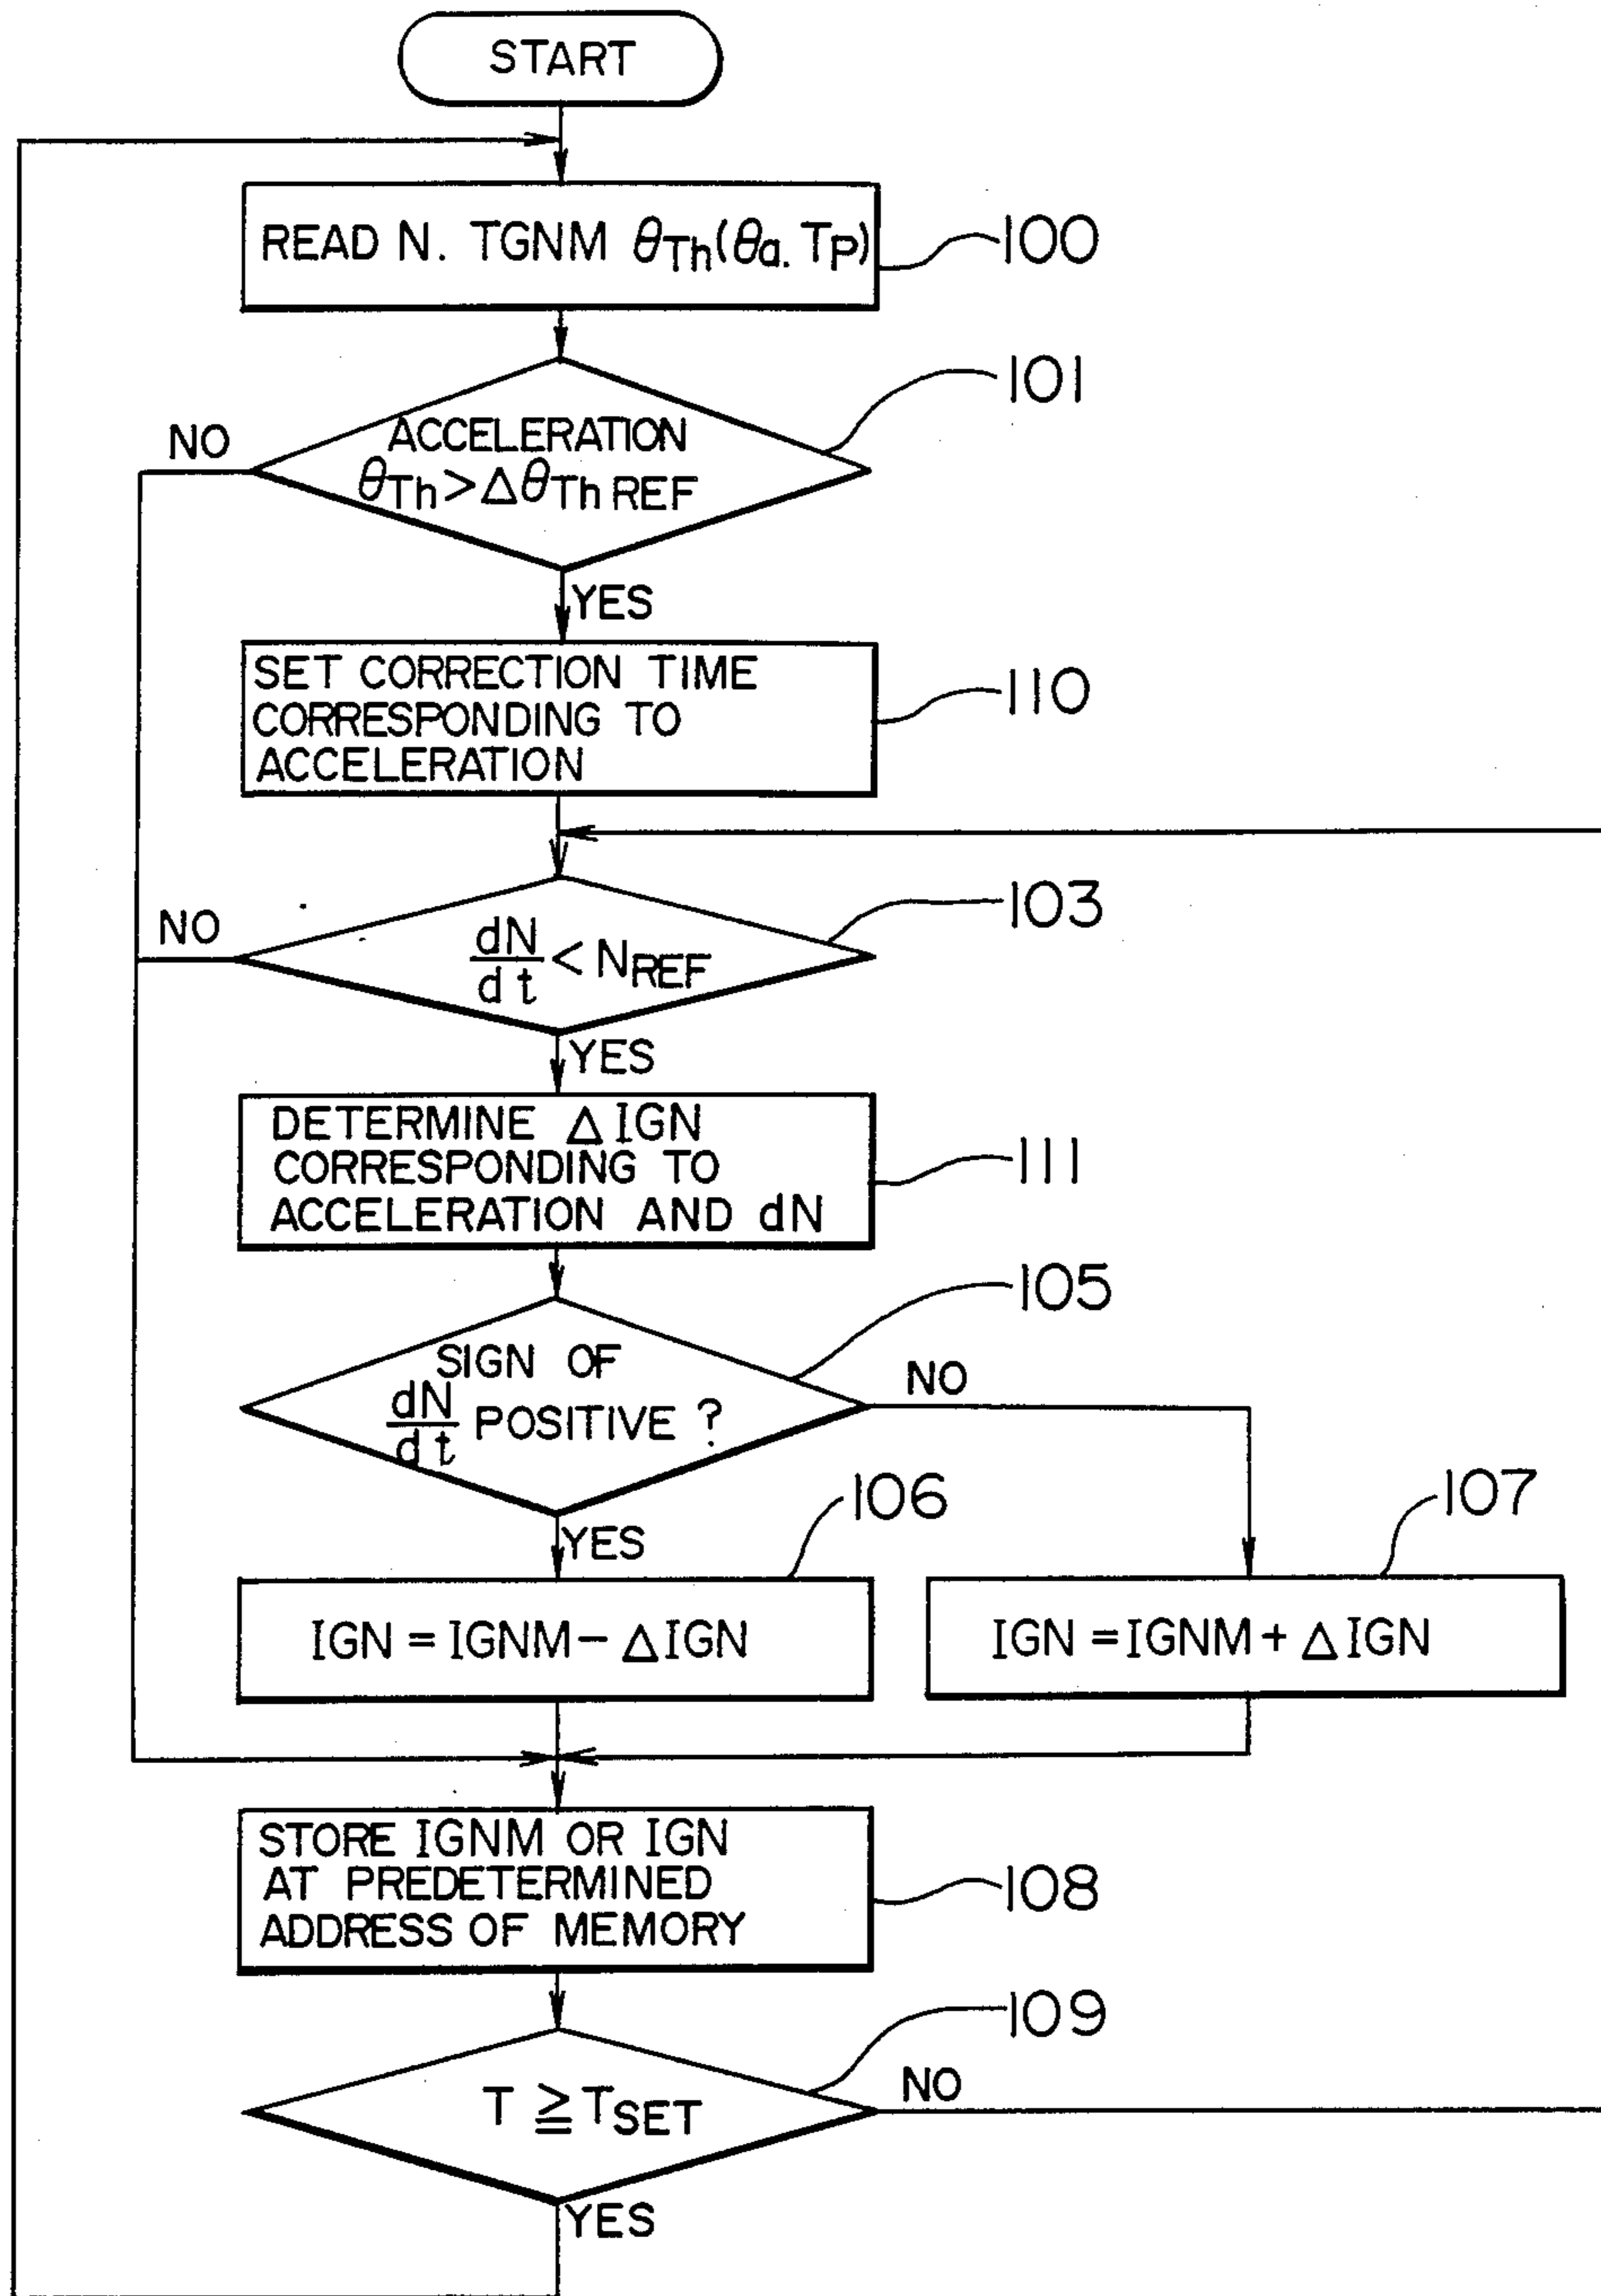 START
READ N. TGNM θTh(θa. TP)
100
101
ACCELERATION
θTh > ΔθTh REF
NO
YES
SET CORRECTION TIME
CORRESPONDING TO
ACCELERATION
110
103
NO
dN
dt
< NREF
YES
DETERMINE Δ IGN
CORRESPONDING TO
ACCELERATION AND dN
111
105
SIGN OF
dN
dt
POSITIVE ?
NO
YES
106
107
IGN = IGNM - Δ IGN
IGN = IGNM + Δ IGN
STORE IGNM OR IGN
AT PREDETERMINED
ADDRESS OF MEMORY
108
109
T ≧ TSET
NO
YES